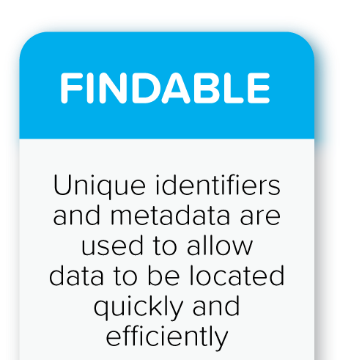 FINDABLE
Unique identifiers
and metadata are
used to allow
data to be located
quickly and
efficiently